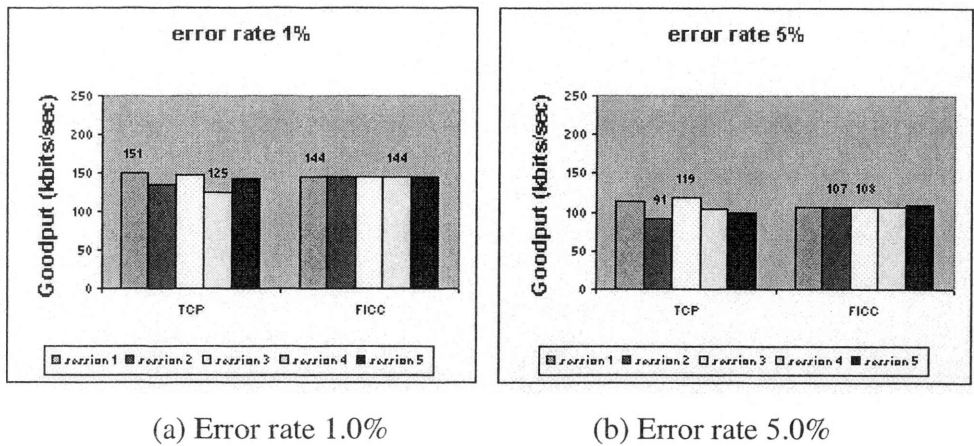 error rate 1%
Goodput (kbits/sec)
250
200
150
100
50
0
151
125
144
144
TCP
FICC
session 1
session 2
session 3
session 4
session 5
error rate 5%
Goodput (kbits/sec)
250
200
150
100
50
0
91
119
107
108
TCP
FICC
session 1
session 2
session 3
session 4
session 5
(a) Error rate 1.0%
(b) Error rate 5.0%